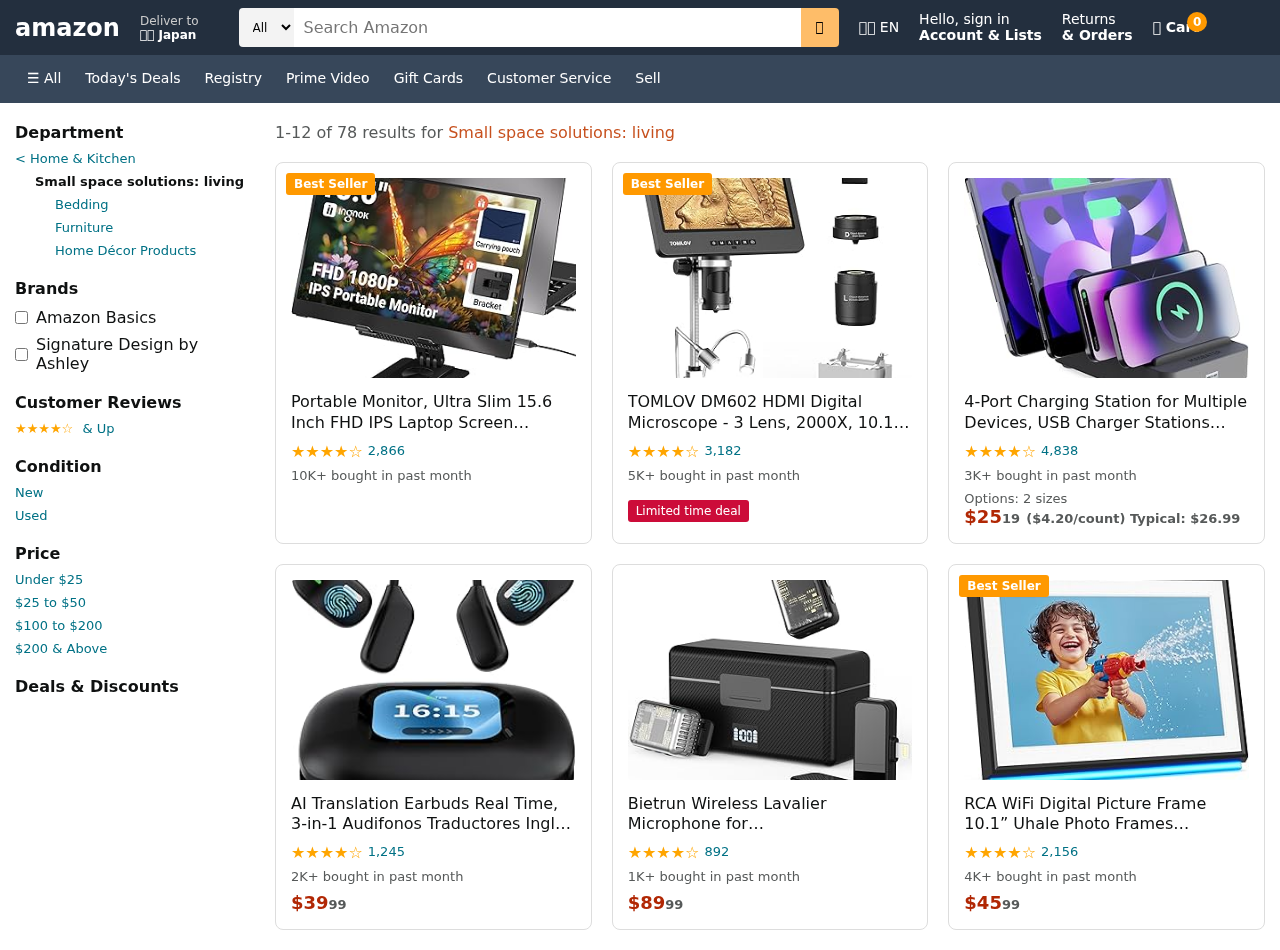 amazon
Deliver to
Japan
All
Search Amazon
EN
Hello, sign in
Account & Lists
Returns
& Orders
0
☰ All
Today's Deals
Registry
Prime Video
Gift Cards
Customer Service
Sell
Department
< Home & Kitchen
Small space solutions: living
Bedding
Furniture
Home Décor Products
Brands
Amazon Basics
Signature Design by
Ashley
Customer Reviews
★★★★☆ & Up
Condition
New
Used
Price
Under $25
$25 to $50
$100 to $200
$200 & Above
Deals & Discounts
1-12 of 78 results for Small space solutions: living
Best Seller
ingnok
Carrying pouch
FHD 1080P
IPS Portable Monitor
Bracket
Portable Monitor, Ultra Slim 15.6
Inch FHD IPS Laptop Screen…
★★★★☆ 2,866
10K+ bought in past month
Best Seller
TOMLOV
TOMLOV DM602 HDMI Digital
Microscope - 3 Lens, 2000X, 10.1…
★★★★☆ 3,182
5K+ bought in past month
Limited time deal
4-Port Charging Station for Multiple
Devices, USB Charger Stations…
★★★★☆ 4,838
3K+ bought in past month
Options: 2 sizes
$25 19 ($4.20/count) Typical: $26.99
16:15
>>>>
AI Translation Earbuds Real Time,
3-in-1 Audifonos Traductores Ingl…
★★★★☆ 1,245
2K+ bought in past month
$39 99
Bietrun Wireless Lavalier
Microphone for…
★★★★☆ 892
1K+ bought in past month
$89 99
Best Seller
RCA WiFi Digital Picture Frame
10.1” Uhale Photo Frames…
★★★★☆ 2,156
4K+ bought in past month
$45 99